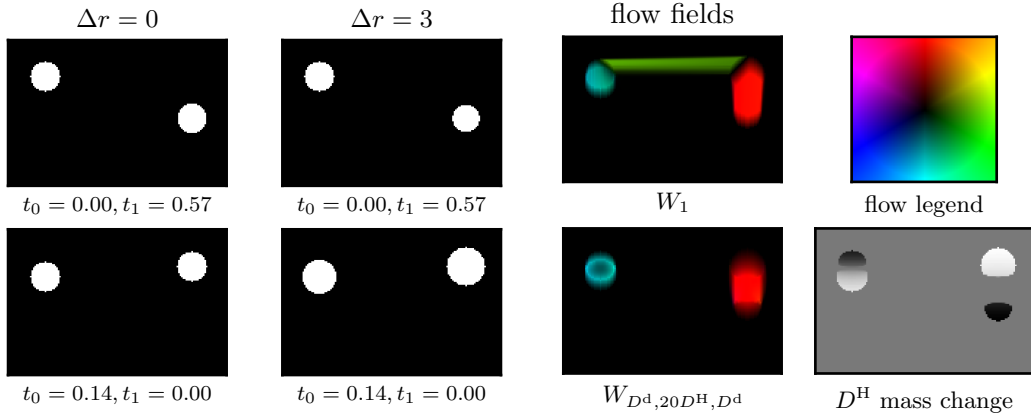 Δr = 0
Δr = 3
flow fields
t₀ = 0.00, t₁ = 0.57
t₀ = 0.00, t₁ = 0.57
W₁
flow legend
t₀ = 0.14, t₁ = 0.00
t₀ = 0.14, t₁ = 0.00
W_{D^d,20D^H,D^d}
D^H mass change